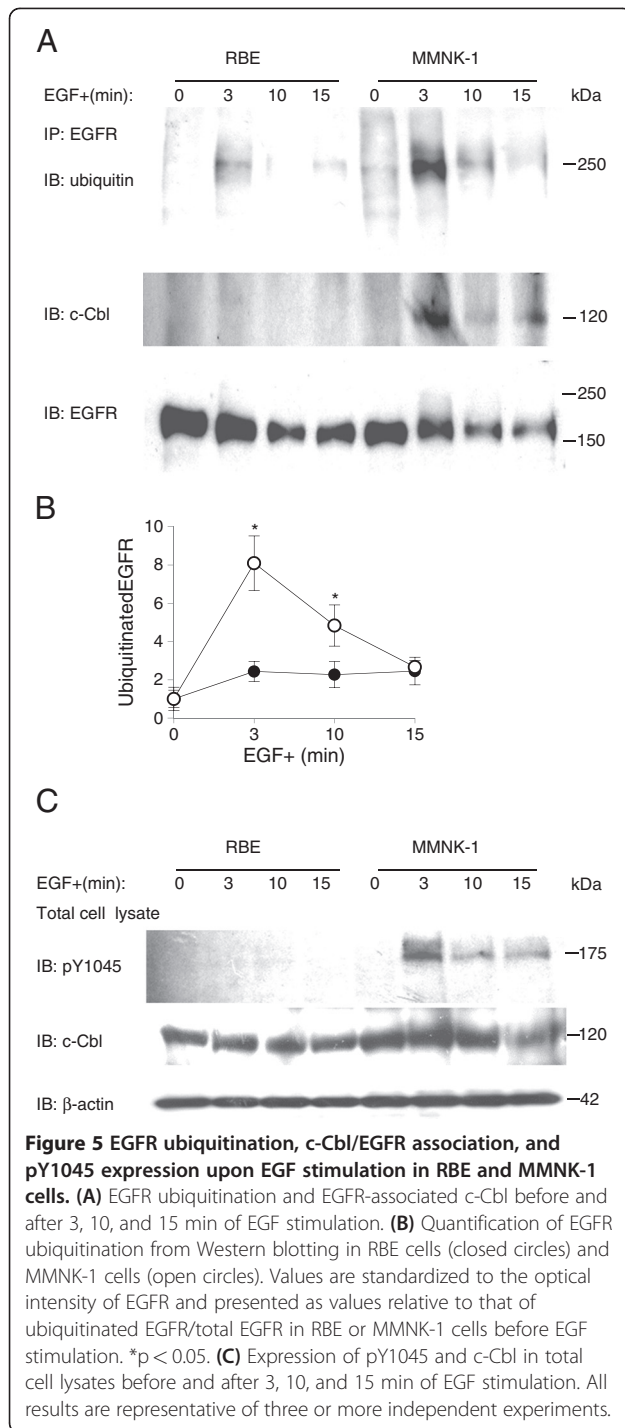 A
RBE MMNK-1
EGF+(min): 0 3 10 15 0 3 10 15 kDa
IP: EGFR
IB: ubiquitin
–250
IB: c-Cbl
–120
IB: EGFR
–250
–150
B
UbiquitinatedEGFR
10
8
6
4
2
0
* *
0 3 10 15
EGF+ (min)
C
RBE MMNK-1
EGF+(min): 0 3 10 15 0 3 10 15 kDa
Total cell lysate
IB: pY1045 –175
IB: c-Cbl –120
IB: β-actin –42
Figure 5 EGFR ubiquitination, c-Cbl/EGFR association, and
pY1045 expression upon EGF stimulation in RBE and MMNK-1
cells. (A) EGFR ubiquitination and EGFR-associated c-Cbl before and
after 3, 10, and 15 min of EGF stimulation. (B) Quantification of EGFR
ubiquitination from Western blotting in RBE cells (closed circles) and
MMNK-1 cells (open circles). Values are standardized to the optical
intensity of EGFR and presented as values relative to that of
ubiquitinated EGFR/total EGFR in RBE or MMNK-1 cells before EGF
stimulation. *p < 0.05. (C) Expression of pY1045 and c-Cbl in total
cell lysates before and after 3, 10, and 15 min of EGF stimulation. All
results are representative of three or more independent experiments.